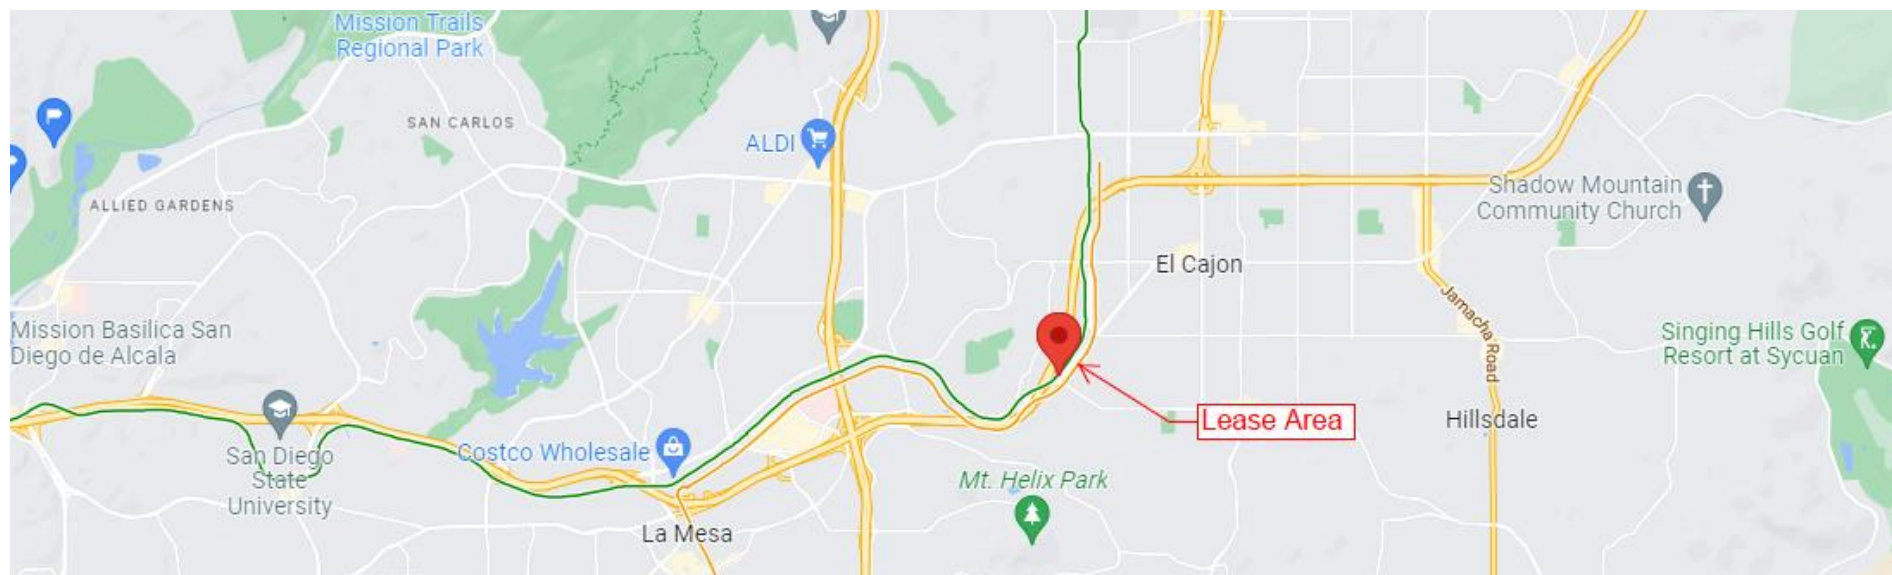 Mission Trails
Regional Park
SAN CARLOS
ALDI
ALLIED GARDENS
Shadow Mountain
Community Church
El Cajon
Jamacha Road
Mission Basilica San
Diego de Alcala
Singing Hills Golf
Resort at Sycuan
Lease Area
Hillsdale
San Diego
State
University
Costco Wholesale
Mt. Helix Park
La Mesa